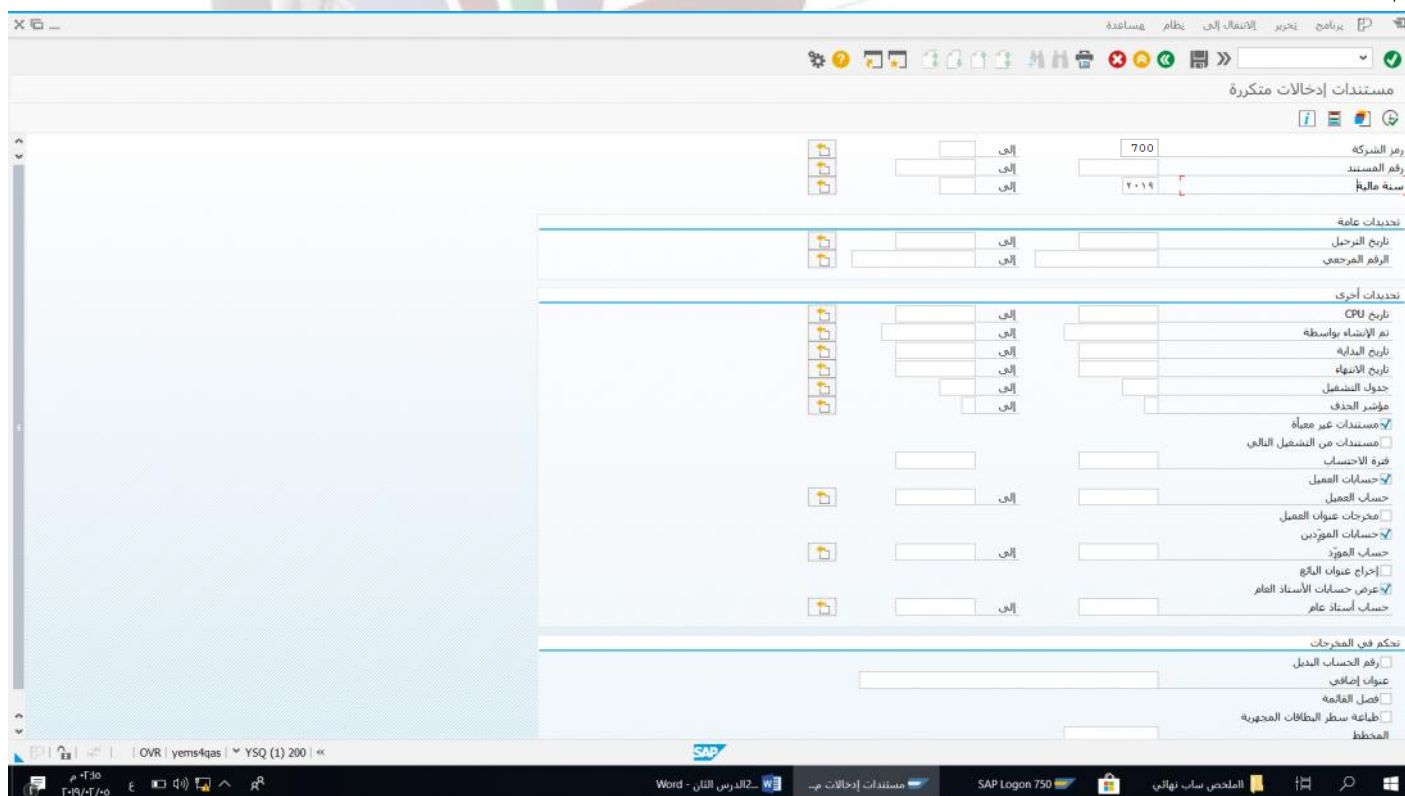 برنامج تحرير الانتقال إلى نظام مساعدة
مستندات إدخالات متكررة
رمز الشركة 700 إلى
رقم المستند إلى
سنة مالية ٢٠١٩ إلى
تحديدات عامة
تاريخ الترحيل إلى
الرقم المرجعي إلى
تحديدات أخرى
تاريخ CPU إلى
تم الإنشاء بواسطة إلى
تاريخ البداية إلى
تاريخ الانتهاء إلى
جدول التشغيل إلى
مؤشر الحذف إلى
مستندات غير معبأة
مستندات من التشغيل التالي
فترة الاحتساب
حسابات العميل
حساب العميل إلى
مخرجات عنوان العميل
حسابات المورّدين
حساب المورّد إلى
إخراج عنوان البائع
عرض حسابات الأستاذ العام
حساب أستاذ عام إلى
تحكم في المخرجات
رقم الحساب البديل
عنوان إضافي
فصل القائمة
طباعة سطر البطاقات المجهرية
المخطط
OVR yemrs4qas YSQ (1) 200 «
SAP
الملخص ساب نهائي
SAP Logon 750
مستندات إدخالات م...
2الدرس الثان... - Word
ع